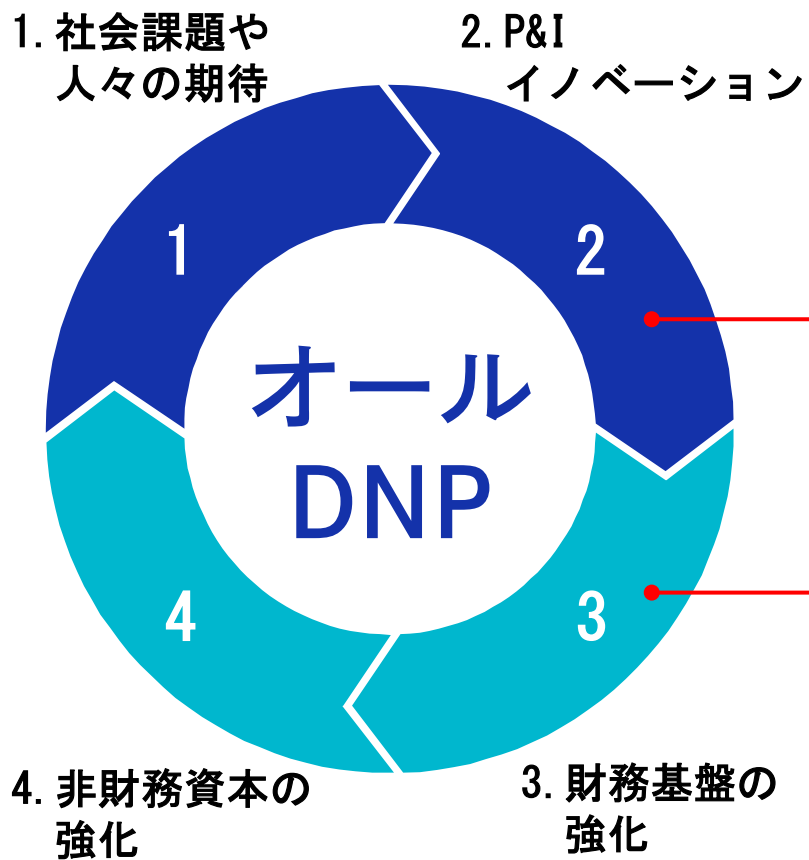 1. 社会課題や
人々の期待
2. P&I
イノベーション
1
2
オール
DNP
4
3
4. 非財務資本の
強化
3. 財務基盤の
強化